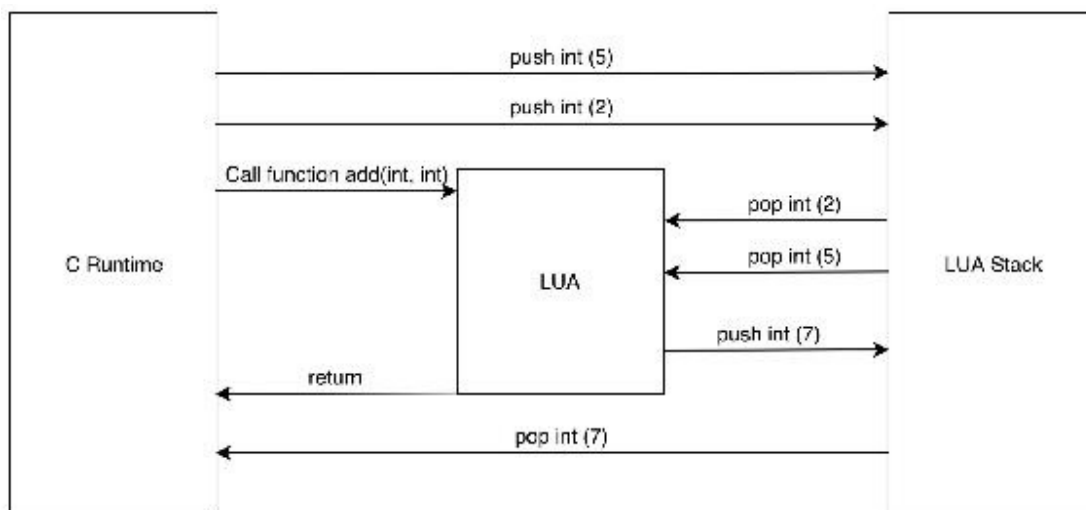 push int (5)
push int (2)
Call function add(int, int)
pop int (2)
C Runtime
LUA
pop int (5)
LUA Stack
push int (7)
return
pop int (7)